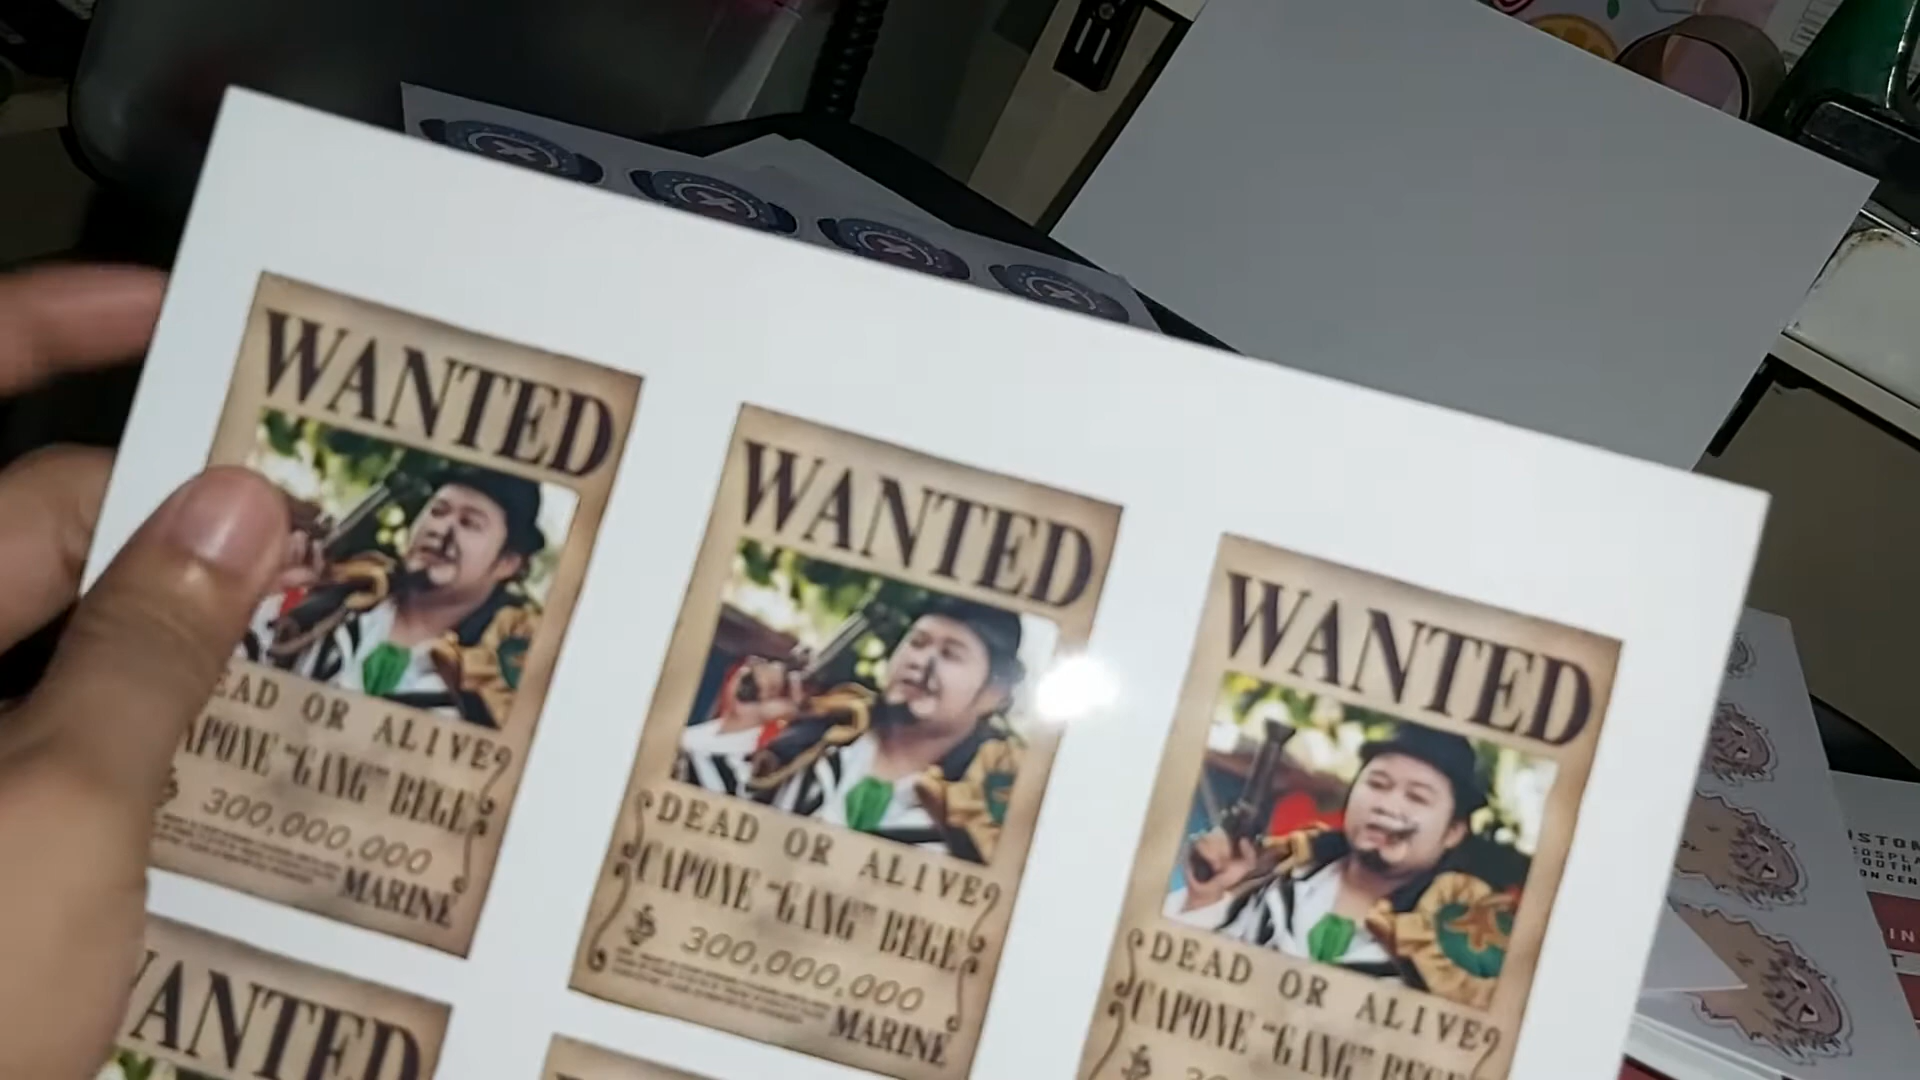 WANTED
DEAD OR ALIVE
CAPONE "GANG" BEGE
300,000,000
MARINE
WANTED
DEAD OR ALIVE
CAPONE "GANG" BEGE
300,000,000
MARINE
WANTED
DEAD OR ALIVE
CAPONE "GANG" BEGE
WANTED